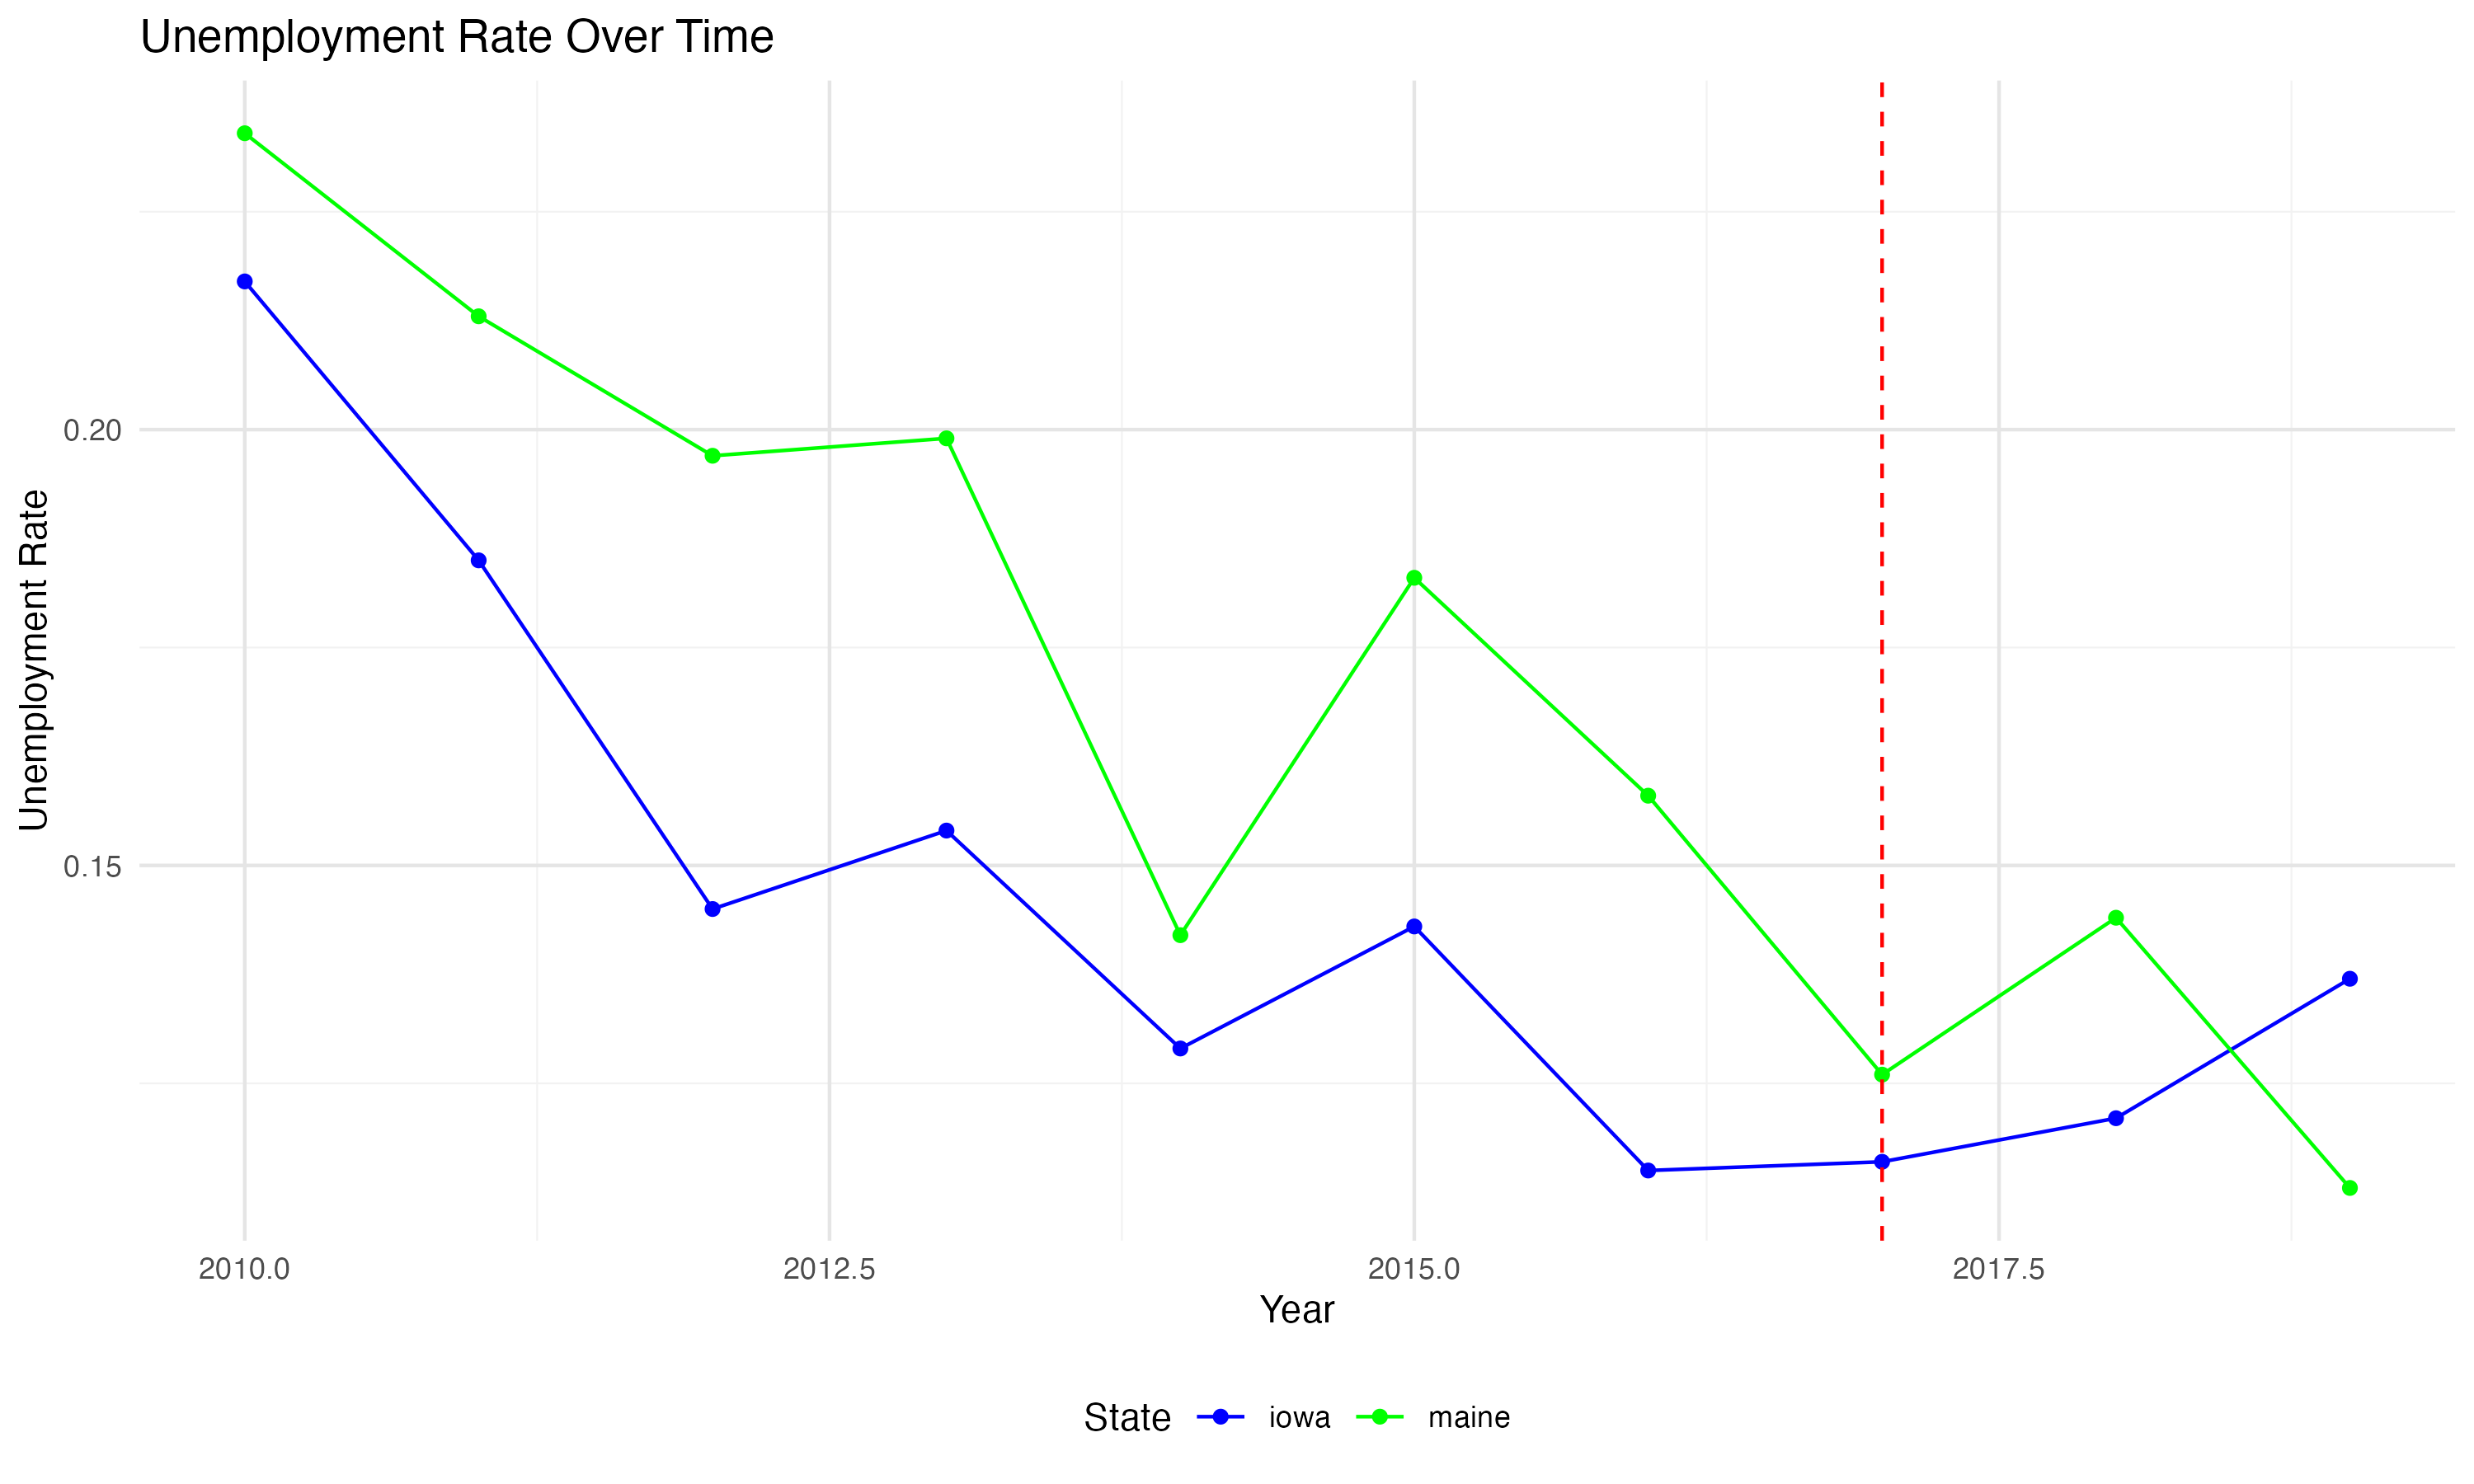 Unemployment Rate Over Time
Unemployment Rate
0.20
0.15
2010.0 2012.5 2015.0 2017.5
Year
State iowa maine